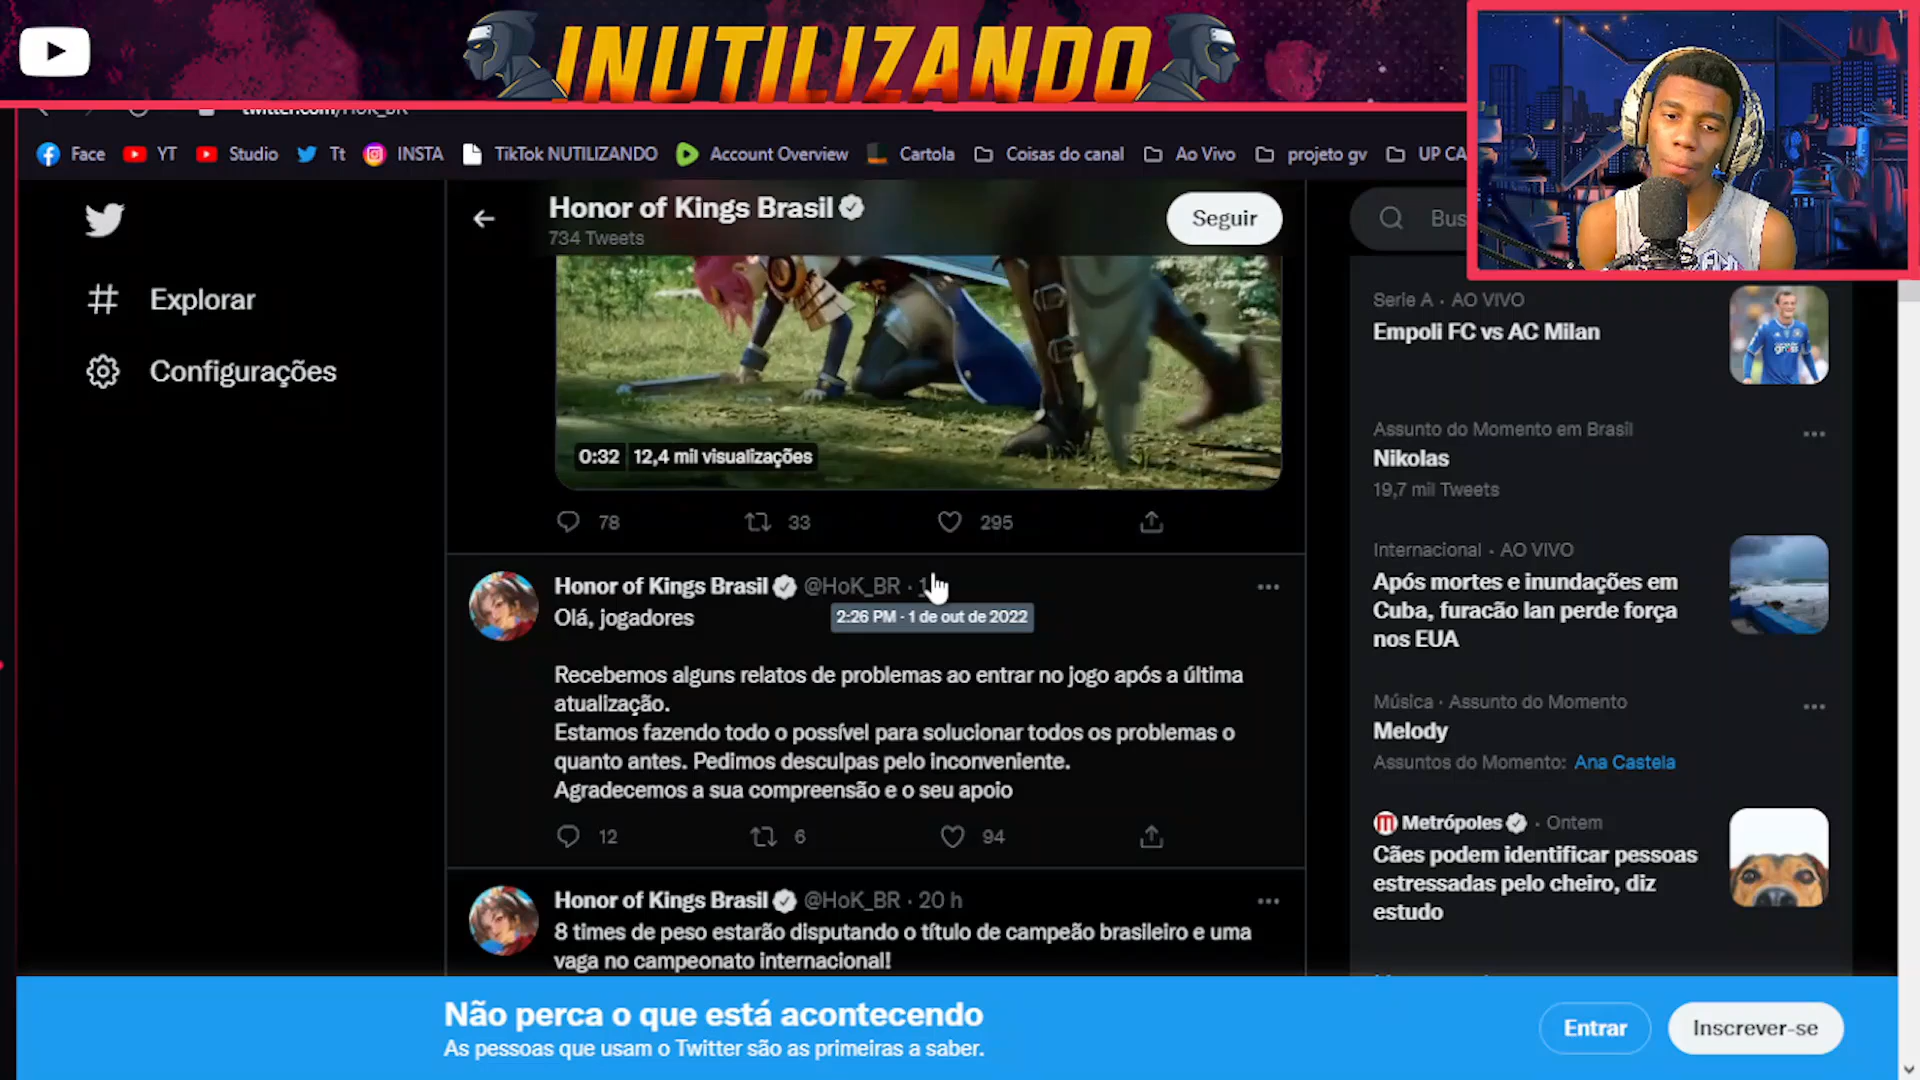 INUTILIZANDO
twitter.com/HoK_BR
Face YT Studio Tt INSTA TikTok NUTILIZANDO Account Overview Cartola Coisas do canal Ao Vivo projeto gv UP CA
Honor of Kings Brasil
734 Tweets
Seguir
Bus
Explorar
Configurações
0:32 12,4 mil visualizações
78 33 295
Honor of Kings Brasil @HoK_BR · 
2:26 PM · 1 de out de 2022
Olá, jogadores
Recebemos alguns relatos de problemas ao entrar no jogo após a última
atualização.
Estamos fazendo todo o possível para solucionar todos os problemas o
quanto antes. Pedimos desculpas pelo inconveniente.
Agradecemos a sua compreensão e o seu apoio
12 6 94
Honor of Kings Brasil @HoK_BR · 20 h
8 times de peso estarão disputando o título de campeão brasileiro e uma
vaga no campeonato internacional!
Serie A · AO VIVO
Empoli FC vs AC Milan
Assunto do Momento em Brasil
Nikolas
19,7 mil Tweets
Internacional · AO VIVO
Após mortes e inundações em
Cuba, furacão Ian perde força
nos EUA
Música · Assunto do Momento
Melody
Assuntos do Momento: Ana Castela
Metrópoles · Ontem
Cães podem identificar pessoas
estressadas pelo cheiro, diz
estudo
Não perca o que está acontecendo
As pessoas que usam o Twitter são as primeiras a saber.
Entrar
Inscrever-se